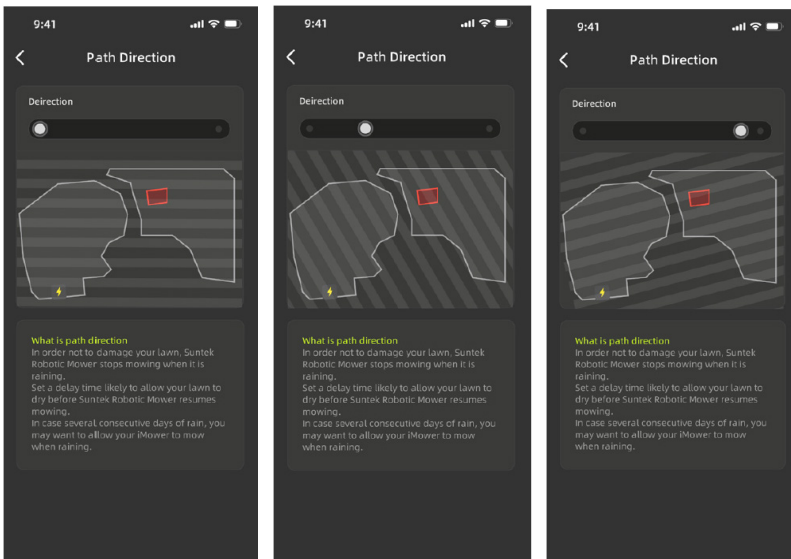 9:41
Path Direction
Deirection
What is path direction
In order not to damage your lawn, Suntek
Robotic Mower stops mowing when it is
raining.
Set a delay time likely to allow your lawn to
dry before Suntek Robotic Mower resumes
mowing.
In case several consecutive days of rain, you
may want to alllow your iMower to mow
when raining.
9:41
Path Direction
Deirection
What is path direction
In order not to damage your lawn, Suntek
Robotic Mower stops mowing when it is
raining.
Set a delay time likely to allow your lawn to
dry before Suntek Robotic Mower resumes
mowing.
In case several consecutive days of rain, you
may want to alllow your iMower to mow
when raining.
9:41
Path Direction
Deirection
What is path direction
In order not to damage your lawn, Suntek
Robotic Mower stops mowing when it is
raining.
Set a delay time likely to allow your lawn to
dry before Suntek Robotic Mower resumes
mowing.
In case several consecutive days of rain, you
may want to alllow your iMower to mow
when raining.